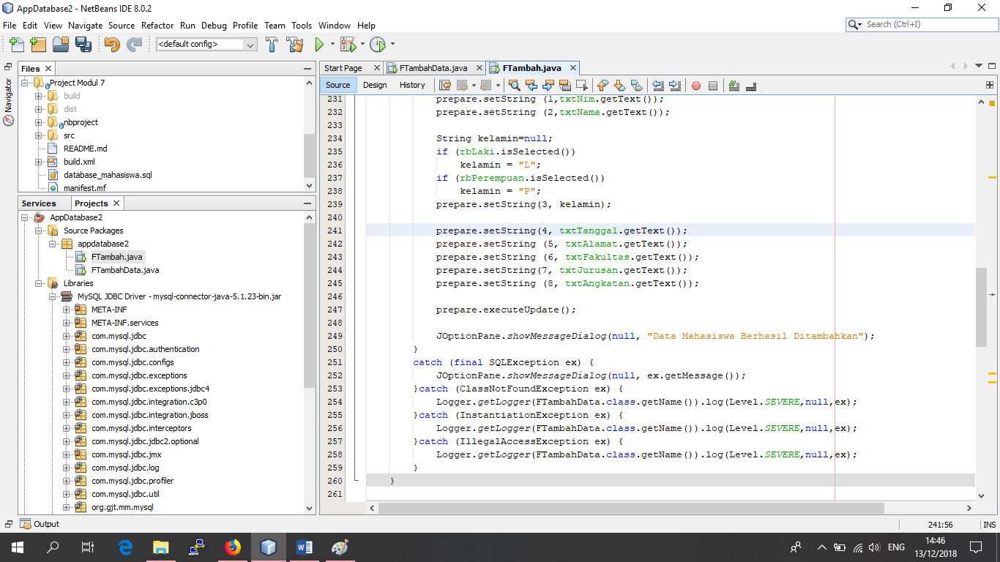 AppDatabase2 - NetBeans IDE 8.0.2
File Edit View Navigate Source Refactor Run Debug Profile Team Tools Window Help
Search (Ctrl+I)
<default config>
Navigator
Files
Project Modul 7
build
dist
nbproject
src
README.md
build.xml
database_mahasiswa.sql
manifest.mf
Services Projects
AppDatabase2
Source Packages
appdatabase2
FTambah.java
FTambahData.java
Libraries
MySQL JDBC Driver - mysql-connector-java-5.1.23-bin.jar
META-INF
META-INF.services
com.mysql.jdbc
com.mysql.jdbc.authentication
com.mysql.jdbc.configs
com.mysql.jdbc.exceptions
com.mysql.jdbc.exceptions.jdbc4
com.mysql.jdbc.integration.c3p0
com.mysql.jdbc.integration.jboss
com.mysql.jdbc.interceptors
com.mysql.jdbc.jdbc2.optional
com.mysql.jdbc.jmx
com.mysql.jdbc.log
com.mysql.jdbc.profiler
com.mysql.jdbc.util
org.gjt.mm.mysql
Start Page FTambahData.java FTambah.java
Source Design History
231 prepare.setString (1,txtNim.getText());
232 prepare.setString (2,txtNama.getText());
233
234 String kelamin=null;
235 if (rbLaki.isSelected())
236 kelamin = "L";
237 if (rbPerempuan.isSelected())
238 kelamin = "P";
239 prepare.setString(3, kelamin);
240
241 prepare.setString(4, txtTanggal.getText());
242 prepare.setString (5, txtAlamat.getText());
243 prepare.setString (6, txtFakultas.getText());
244 prepare.setString(7, txtJurusan.getText());
245 prepare.setString (8, txtAngkatan.getText());
246
247 prepare.executeUpdate();
248
249 JOptionPane.showMessageDialog(null, "Data Mahasiswa Berhasil Ditambahkan");
250 }
251 catch (final SQLException ex) {
252 JOptionPane.showMessageDialog(null, ex.getMessage());
253 }catch (ClassNotFoundException ex) {
254 Logger.getLogger(FTambahData.class.getName()).log(Level.SEVERE,null,ex);
255 }catch (InstantiationException ex) {
256 Logger.getLogger(FTambahData.class.getName()).log(Level.SEVERE,null,ex);
257 }catch (IllegalAccessException ex) {
258 Logger.getLogger(FTambahData.class.getName()).log(Level.SEVERE,null,ex);
259 }
260 }
261
Output
241:56 INS
ENG
14:46
13/12/2018